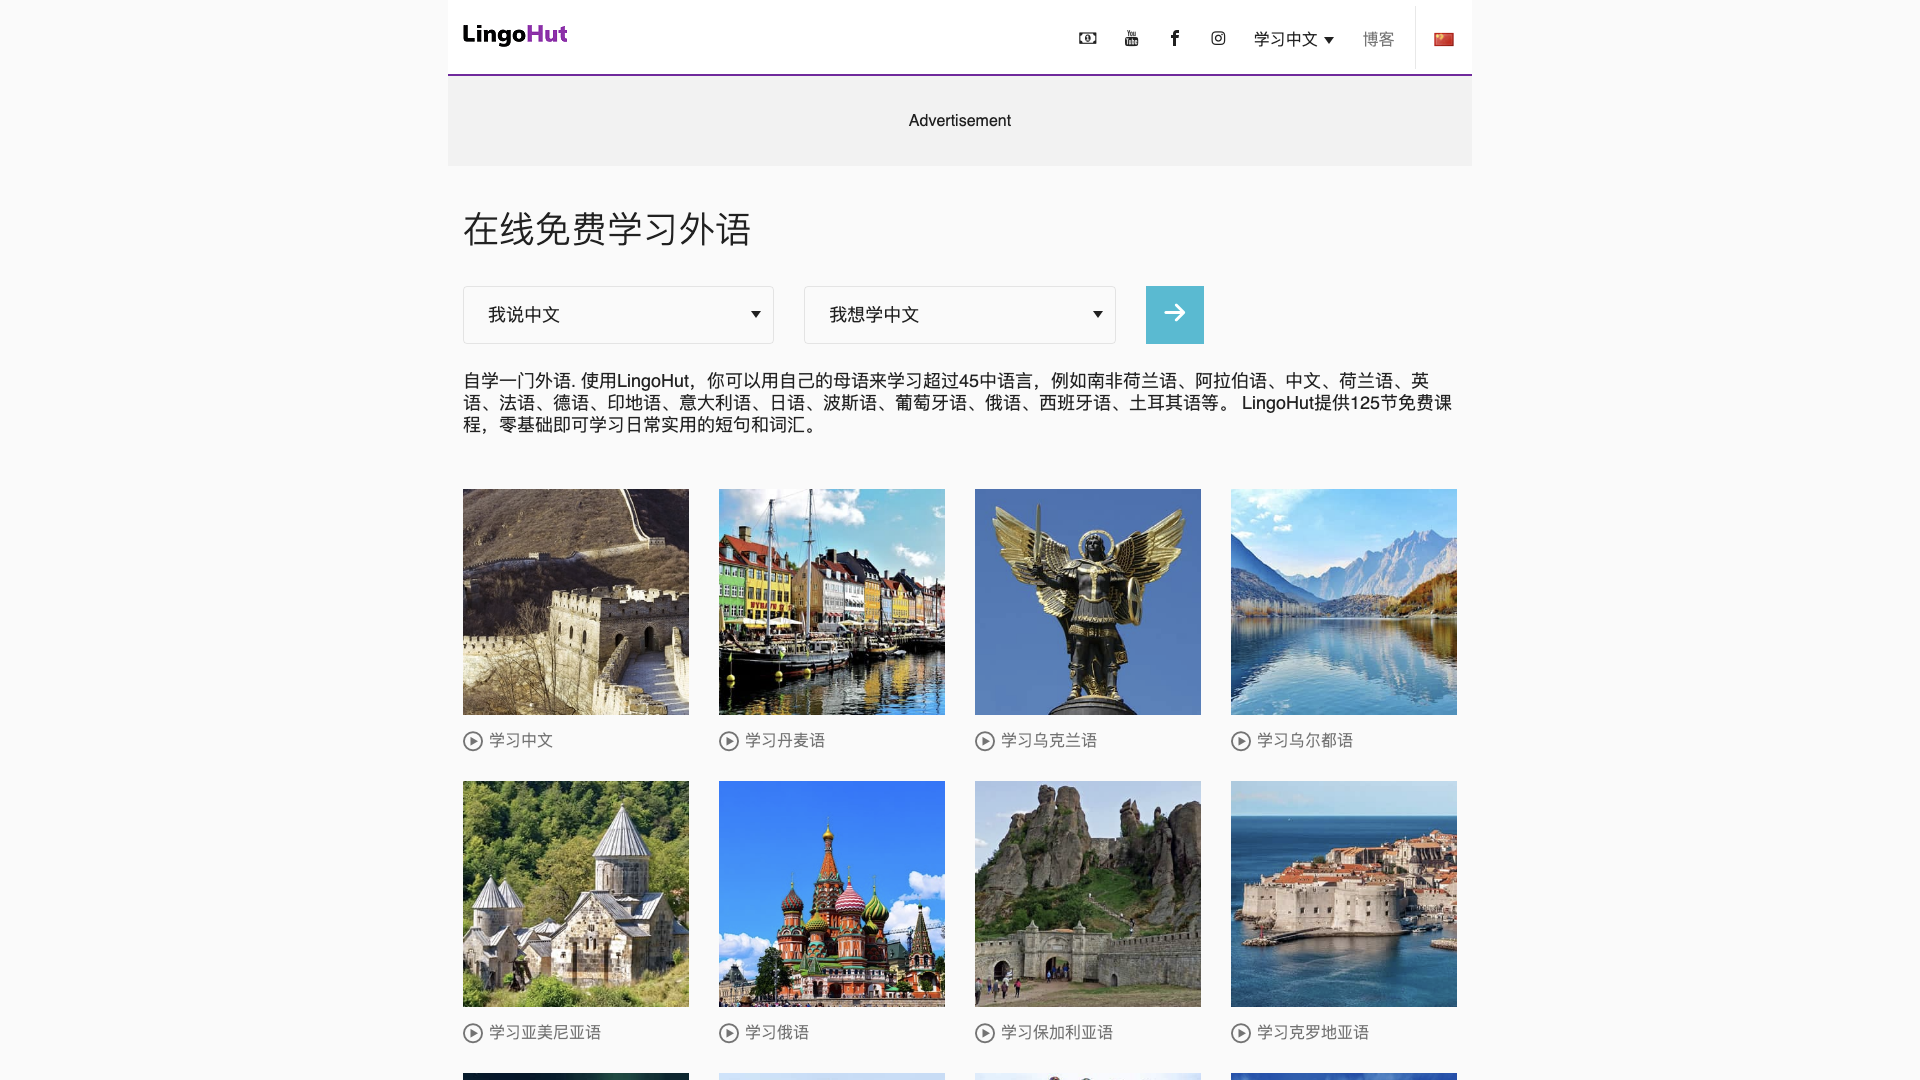 LingoHut
学习中文
博客
Advertisement
在线免费学习外语
我说中文
我想学中文
自学一门外语. 使用LingoHut，你可以用自己的母语来学习超过45中语言，例如南非荷兰语、阿拉伯语、中文、荷兰语、英
语、法语、德语、印地语、意大利语、日语、波斯语、葡萄牙语、俄语、西班牙语、土耳其语等。 LingoHut提供125节免费课
程，零基础即可学习日常实用的短句和词汇。
学习中文
学习丹麦语
学习乌克兰语
学习乌尔都语
学习亚美尼亚语
学习俄语
学习保加利亚语
学习克罗地亚语